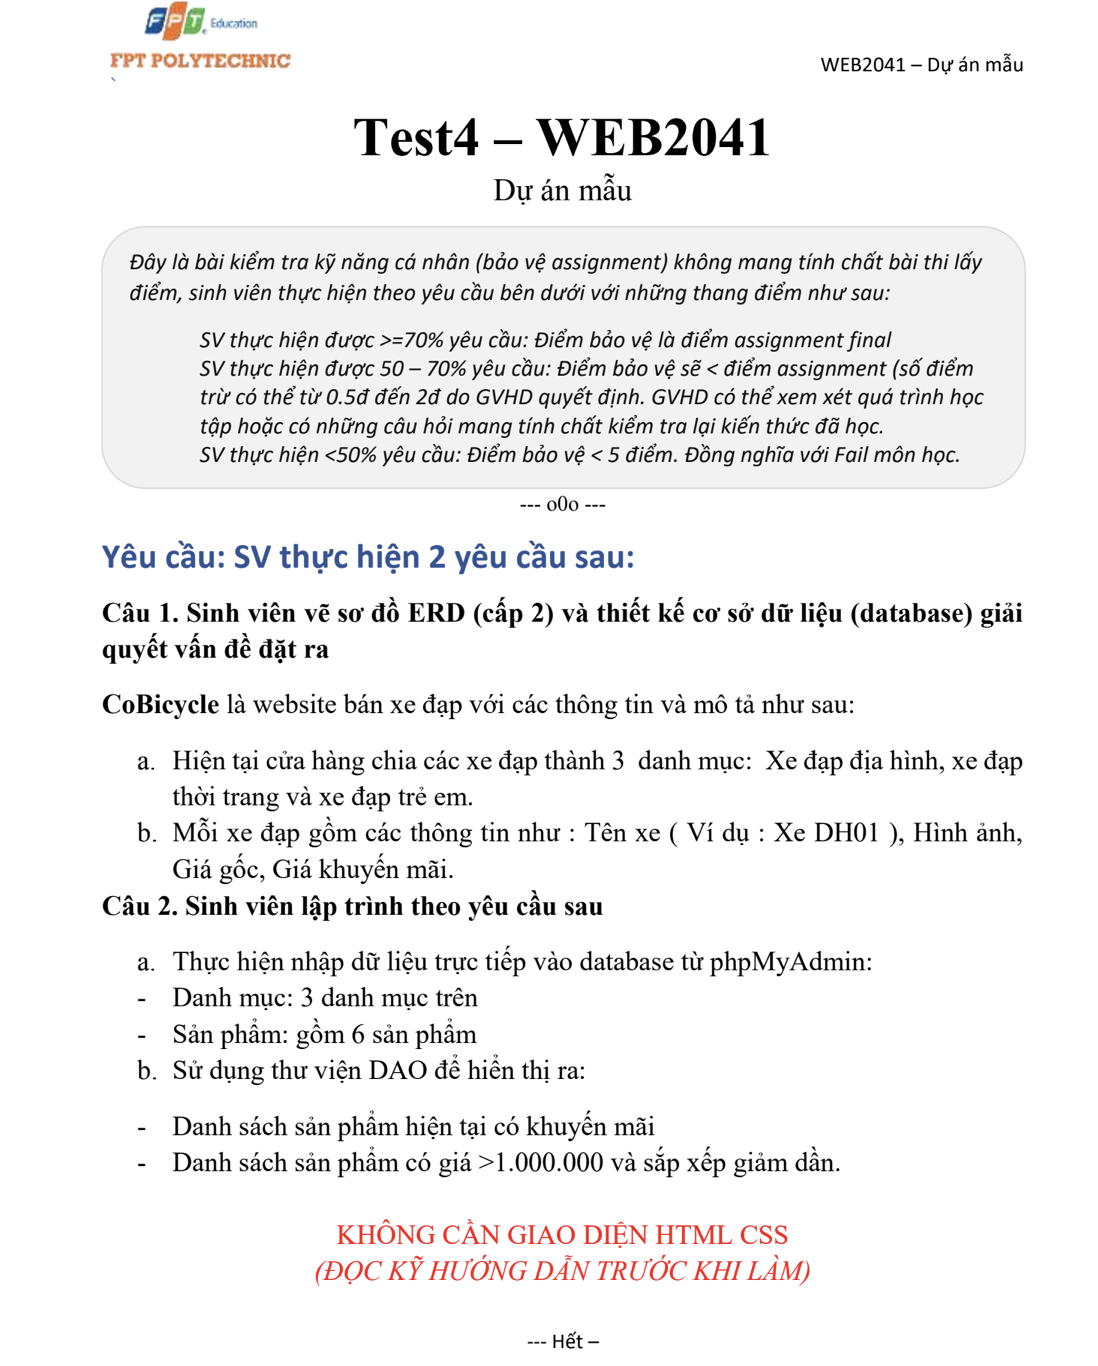 FPT Education
FPT POLYTECHNIC
`
WEB2041 – Dự án mẫu
Test4 – WEB2041
Dự án mẫu
Đây là bài kiểm tra kỹ năng cá nhân (bảo vệ assignment) không mang tính chất bài thi lấy
điểm, sinh viên thực hiện theo yêu cầu bên dưới với những thang điểm như sau:
SV thực hiện được >=70% yêu cầu: Điểm bảo vệ là điểm assignment final
SV thực hiện được 50 – 70% yêu cầu: Điểm bảo vệ sẽ < điểm assignment (số điểm
trừ có thể từ 0.5đ đến 2đ do GVHD quyết định. GVHD có thể xem xét quá trình học
tập hoặc có những câu hỏi mang tính chất kiểm tra lại kiến thức đã học.
SV thực hiện <50% yêu cầu: Điểm bảo vệ < 5 điểm. Đồng nghĩa với Fail môn học.
--- o0o ---
Yêu cầu: SV thực hiện 2 yêu cầu sau:
Câu 1. Sinh viên vẽ sơ đồ ERD (cấp 2) và thiết kế cơ sở dữ liệu (database) giải
quyết vấn đề đặt ra
CoBicycle là website bán xe đạp với các thông tin và mô tả như sau:
a. Hiện tại cửa hàng chia các xe đạp thành 3 danh mục: Xe đạp địa hình, xe đạp
thời trang và xe đạp trẻ em.
b. Mỗi xe đạp gồm các thông tin như : Tên xe ( Ví dụ : Xe DH01 ), Hình ảnh,
Giá gốc, Giá khuyến mãi.
Câu 2. Sinh viên lập trình theo yêu cầu sau
a. Thực hiện nhập dữ liệu trực tiếp vào database từ phpMyAdmin:
- Danh mục: 3 danh mục trên
- Sản phẩm: gồm 6 sản phẩm
b. Sử dụng thư viện DAO để hiển thị ra:
- Danh sách sản phẩm hiện tại có khuyến mãi
- Danh sách sản phẩm có giá >1.000.000 và sắp xếp giảm dần.
KHÔNG CẦN GIAO DIỆN HTML CSS
(ĐỌC KỸ HƯỚNG DẪN TRƯỚC KHI LÀM)
--- Hết –